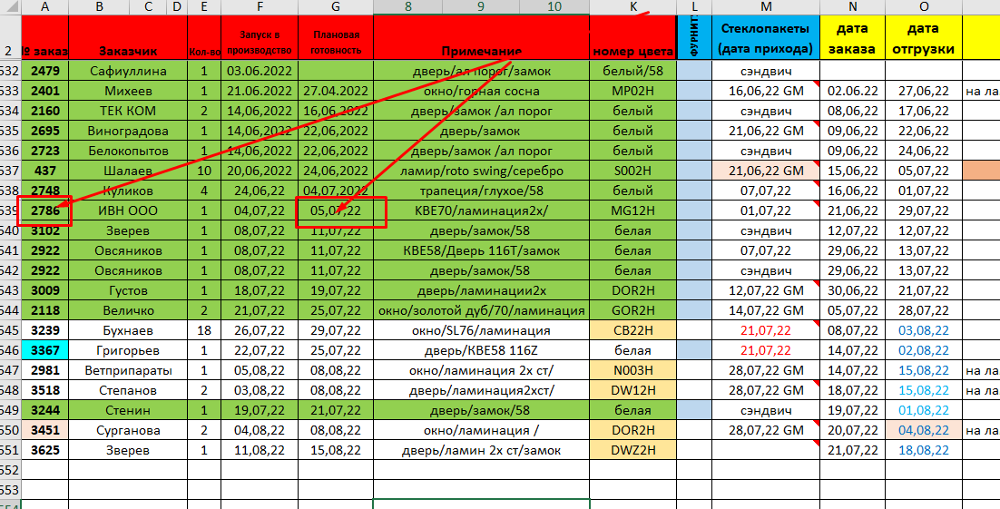 A B C D E F G 8 9 10 K L M N O
2 № заказ Заказчик Кол-во Запуск в производство Плановая готовность Примечание номер цвета ФУРНИТ Стеклопакеты (дата прихода) дата заказа дата отгрузки
532 2479 Сафиуллина 1 03.06.2022 дверь/ал порог/замок белый/58 сэндвич
533 2401 Михеев 1 21.06.2022 27.04.2022 окно/горная сосна MP02H 16,06,22 GM 02.06.22 27,06,22 на ла
534 2160 ТЕК КОМ 2 14,06,2022 16,06,2022 дверь/замок /ал порог белый сэндвич 08,06,22 17,06,22
535 2695 Виноградова 1 14,06,2022 22,06,2022 дверь/замок белый 21,06,22 GM 09,06,22 22,06,22
536 2723 Белокопытов 1 14,06,2022 22,06,2022 дверь/замок /ал порог белый сэндвич 09,06,22 24,06,22
537 437 Шалаев 10 20,06,2022 24,06,2022 ламир/roto swing/серебро S002H 21,06,22 GM 15,06,22 05,07,22
538 2748 Куликов 4 24,06,22 04,07,2022 трапеция/глухое/58 белый 07,07,22 16,06,22 01,07,22
539 2786 ИВН ООО 1 04,07,22 05,07,22 KBE70/ламинация2x/ MG12H 01,07,22 21,06,22 29,07,22
540 3102 Зверев 1 08,07,22 11,07,22 дверь/замок/58 белая сэндвич 12,07,22 12,07,22
541 2922 Овсяников 1 08,07,22 11,07,22 КВЕ58/Дверь 116T/замок белая 07,07,22 29,06,22 13,07,22
542 2922 Овсяников 1 08,07,22 11,07,22 дверь/замок/58 белая сэндвич 29,06,22 13,07,22
543 3009 Густов 1 18,07,22 19,07,22 дверь/ламинации2х DOR2H 12,07,22 GM 30,06,22 21,07,22
544 2118 Величко 2 21,07,22 25,07,22 окно/золотой дуб/70/ламинация GOR2H 14,07,22 GM 05,07,22 28,07,22
545 3239 Бухнаев 18 26,07,22 29,07,22 окно/SL76/ламинация CB22H 21,07,22 08,07,22 03,08,22
546 3367 Григорьев 1 22,07,22 25,07,22 дверь/КВЕ58 116Z белая 21,07,22 14,07,22 02,08,22
547 2981 Ветприпараты 1 05,08,22 08,08,22 окно/ламинация 2х ст/ N003H 28,07,22 GM 14,07,22 15,08,22 на ла
548 3518 Степанов 2 03,08,22 08,08,22 дверь/ламинация2хст/ DW12H 28,07,22 GM 18,07,22 15,08,22 на ла
549 3244 Стенин 1 19,07,22 21,07,22 дверь/замок/58 белая сэндвич 19,07,22 01,08,22
550 3451 Сурганова 2 04,08,22 08,08,22 окно/ламинация / DOR2H 28,07,22 GM 20,07,22 04,08,22 на ла
551 3625 Зверев 1 11,08,22 15,08,22 дверь/ламин 2х ст/замок DWZ2H 21,07,22 18,08,22
552
553
554